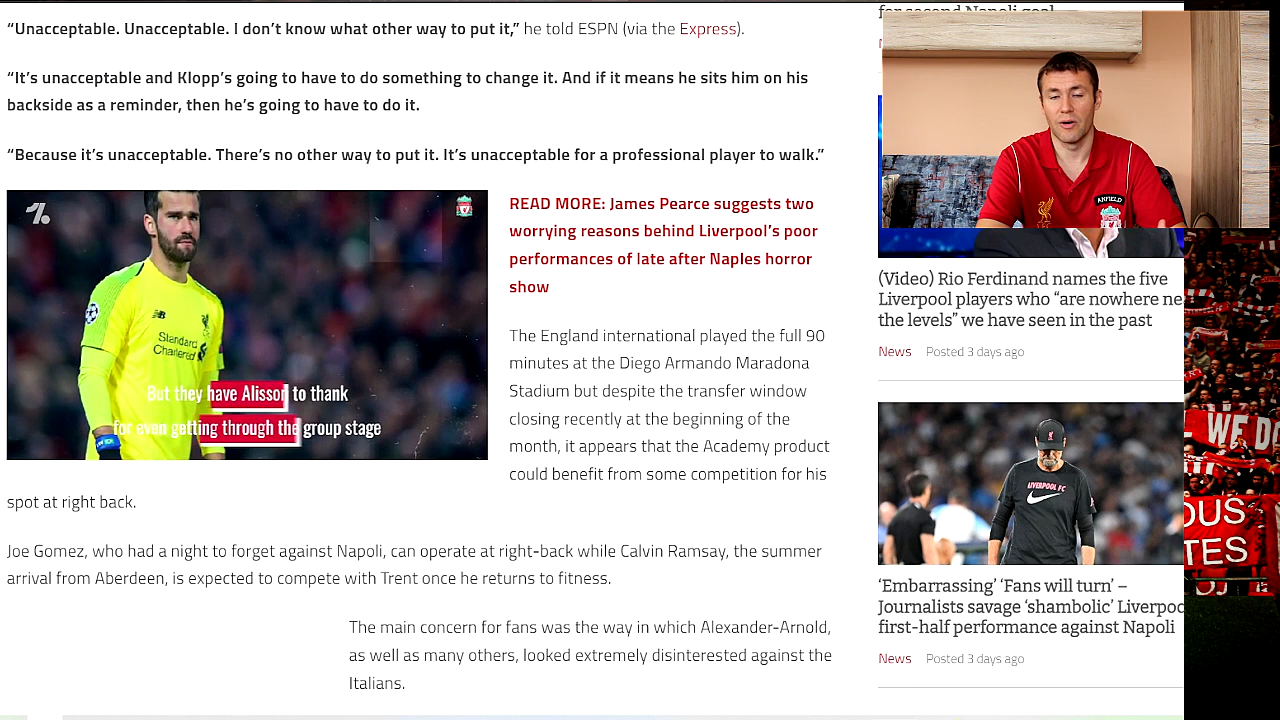 “Unacceptable. Unacceptable. I don’t know what other way to put it,” he told ESPN (via the Express).
“It’s unacceptable and Klopp’s going to have to do something to change it. And if it means he sits him on his
backside as a reminder, then he’s going to have to do it.
“Because it’s unacceptable. There’s no other way to put it. It’s unacceptable for a professional player to walk.”
Standard
Chartered
But they have Alisson to thank
for even getting through the group stage
READ MORE: James Pearce suggests two
worrying reasons behind Liverpool’s poor
performances of late after Naples horror
show
The England international played the full 90
minutes at the Diego Armando Maradona
Stadium but despite the transfer window
closing recently at the beginning of the
month, it appears that the Academy product
could benefit from some competition for his
spot at right back.
Joe Gomez, who had a night to forget against Napoli, can operate at right-back while Calvin Ramsay, the summer
arrival from Aberdeen, is expected to compete with Trent once he returns to fitness.
The main concern for fans was the way in which Alexander-Arnold,
as well as many others, looked extremely disinterested against the
Italians.
for second Napoli goal
ANFIELD
(Video) Rio Ferdinand names the five
Liverpool players who “are nowhere ne
the levels” we have seen in the past
News Posted 3 days ago
LIVERPOOL FC
‘Embarrassing’ ‘Fans will turn’ –
Journalists savage ‘shambolic’ Liverpoo
first-half performance against Napoli
News Posted 3 days ago
WE DO
OUS
TES